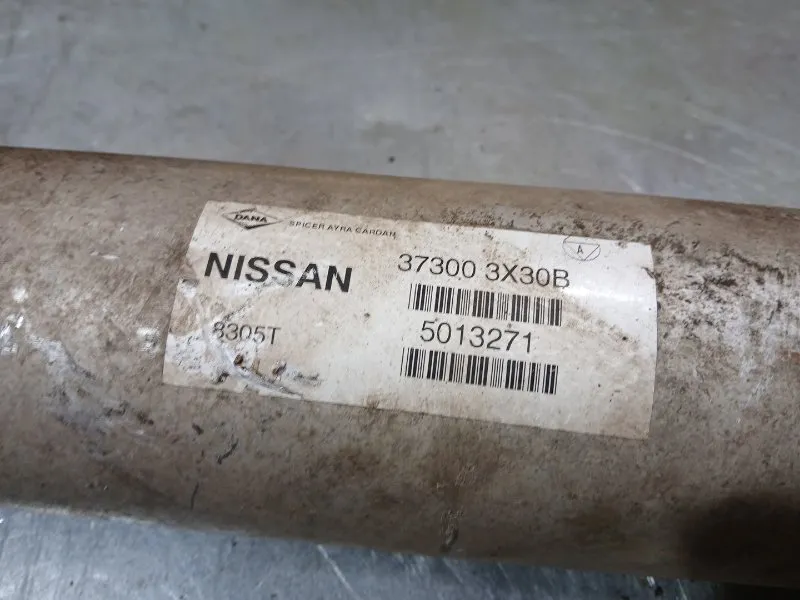 DANA SPICER AYRA CARDAN
A
NISSAN 37300 3X30B
8305T 5013271